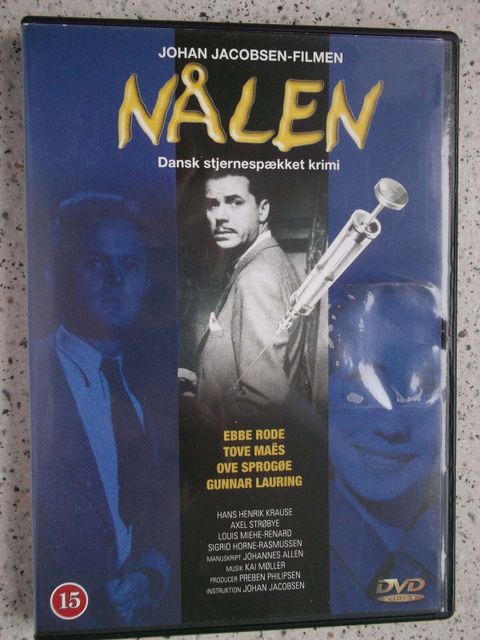 JOHAN JACOBSEN-FILMEN
NÅLEN
Dansk stjernespækket krimi
EBBE RODE
TOVE MAËS
OVE SPROGØE
GUNNAR LAURING
HANS HENRIK KRAUSE
AXEL STRØBYE
LOUIS MIEHE-RENARD
SIGRID HORNE-RASMUSSEN
MANUSKRIPT JOHANNES ALLEN
MUSIK KAI MØLLER
PRODUCER PREBEN PHILIPSEN
INSTRUKTION JOHAN JACOBSEN
15
DVD
VIDEO